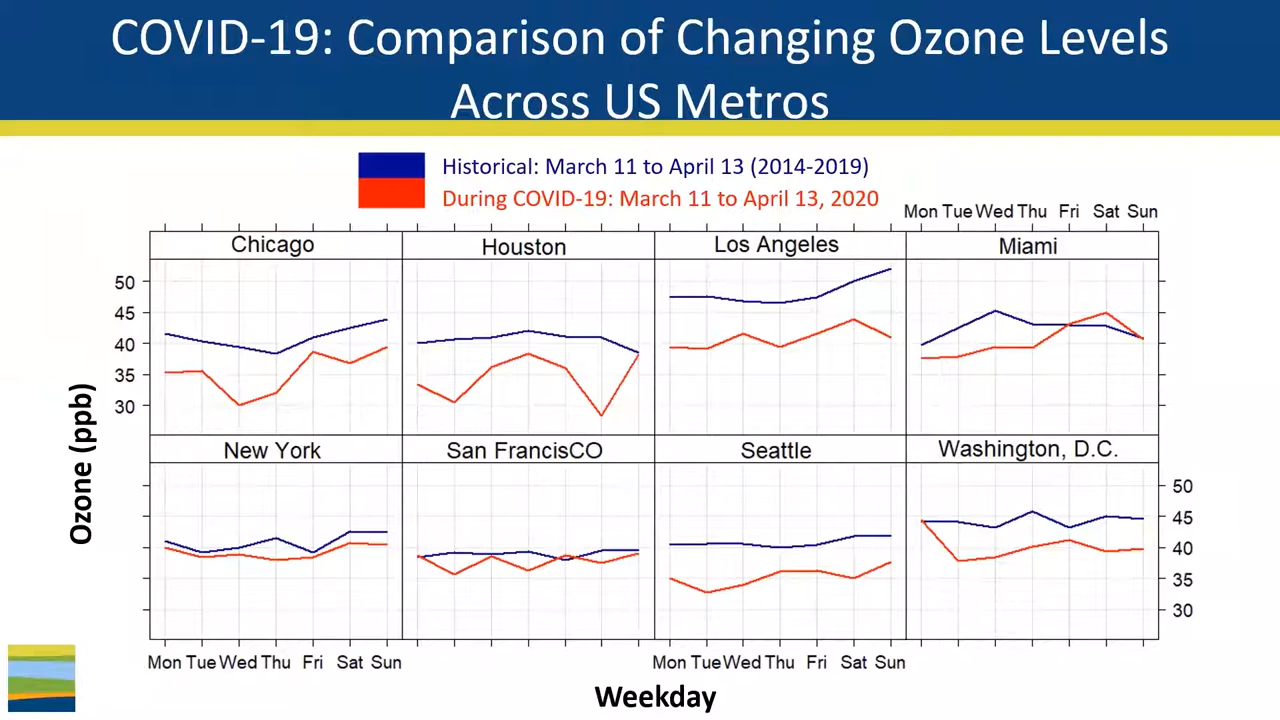 COVID-19: Comparison of Changing Ozone Levels
Across US Metros
Historical: March 11 to April 13 (2014-2019)
During COVID-19: March 11 to April 13, 2020
Mon Tue Wed Thu Fri Sat Sun
Chicago Houston Los Angeles Miami
50
45
40
35
30
Ozone (ppb)
New York San FrancisCO Seattle Washington, D.C.
50
45
40
35
30
Mon Tue Wed Thu Fri Sat Sun Mon Tue Wed Thu Fri Sat Sun
Weekday